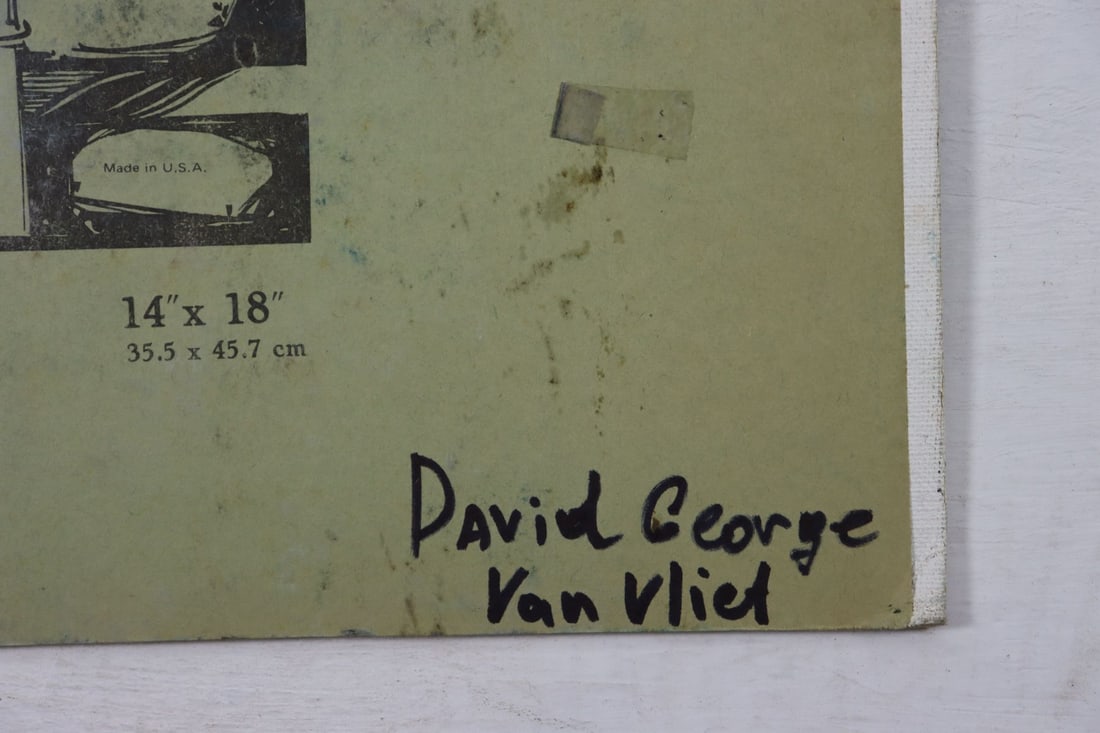 Made in U.S.A.
14" x 18"
35.5 x 45.7 cm
David George
Van Vliet